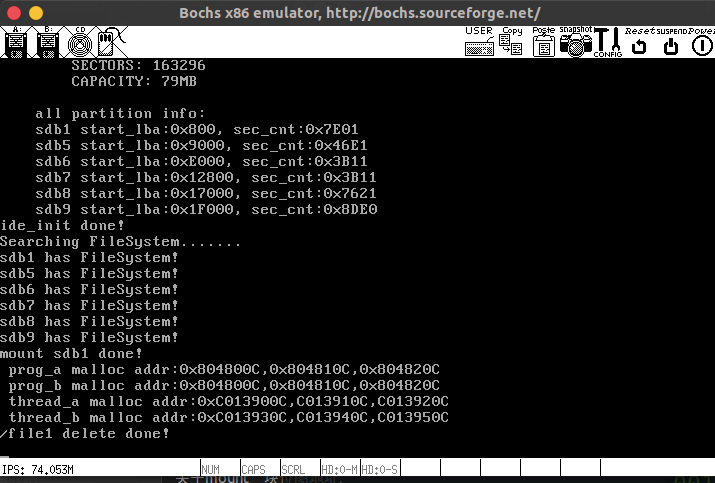 Bochs x86 emulator, http://bochs.sourceforge.net/
A: B: CD USER Copy Paste snapshot CONFIG Reset SUSPEND Power
SECTORS: 163296
CAPACITY: 79MB
all partition info:
sdb1 start_lba:0x800, sec_cnt:0x7E01
sdb5 start_lba:0x9000, sec_cnt:0x46E1
sdb6 start_lba:0xE000, sec_cnt:0x3B11
sdb7 start_lba:0x12800, sec_cnt:0x3B11
sdb8 start_lba:0x17000, sec_cnt:0x7621
sdb9 start_lba:0x1F000, sec_cnt:0x8DE0
ide_init done!
Searching FileSystem.......
sdb1 has FileSystem!
sdb5 has FileSystem!
sdb6 has FileSystem!
sdb7 has FileSystem!
sdb8 has FileSystem!
sdb9 has FileSystem!
mount sdb1 done!
prog_a malloc addr:0x804800C,0x804810C,0x804820C
prog_b malloc addr:0x804800C,0x804810C,0x804820C
thread_a malloc addr:0xC013900C,C013910C,C013920C
thread_b malloc addr:0xC013930C,C013940C,C013950C
/file1 delete done!
IPS: 74.053M NUM CAPS SCRL HD:0-M HD:0-S
mount